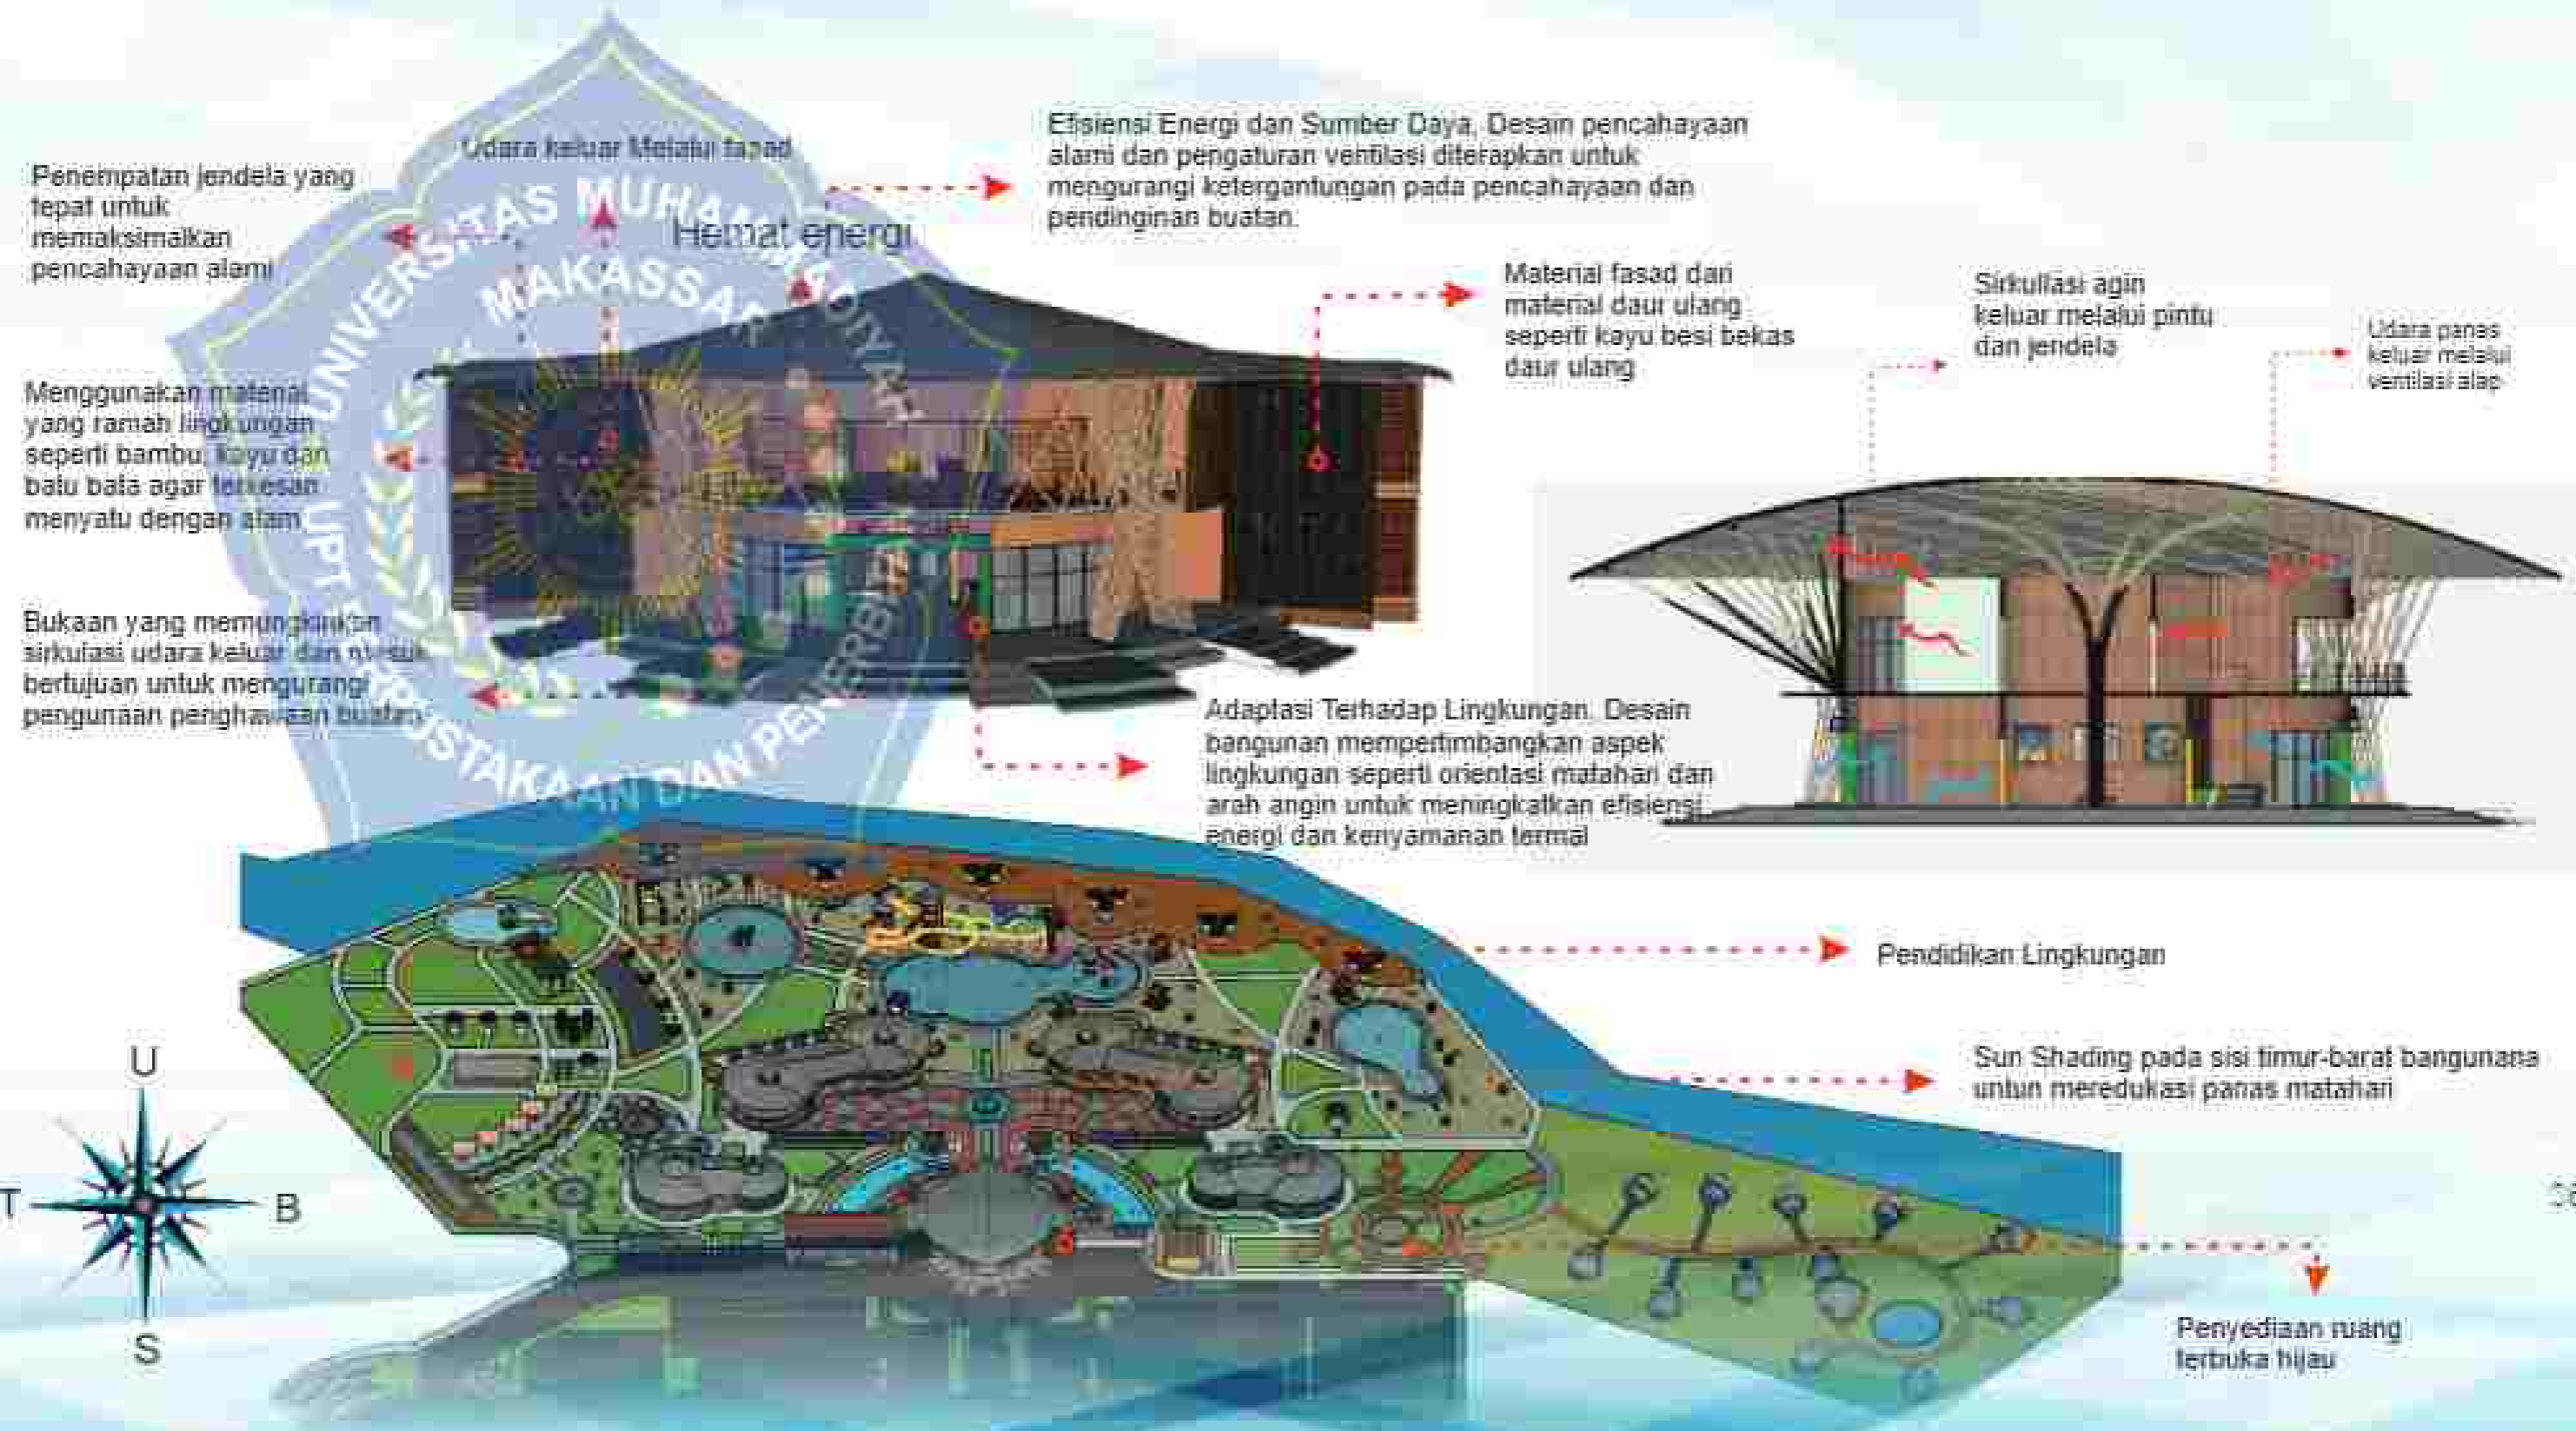 Penempatan jendela yang
tepat untuk
memaksimalkan
pencahayaan alami
Udara keluar Melalui fasad
Hemat energi
Efisiensi Energi dan Sumber Daya, Desain pencahayaan
alami dan pengaturan ventilasi diterapkan untuk
mengurangi ketergantungan pada pencahayaan dan
pendinginan buatan.
Material fasad dari
material daur ulang
seperti kayu besi bekas
daur ulang
Sirkullasi agin
keluar melalui pintu
dan jendela
Udara panas
keluar melalui
ventilasi atap
Menggunakan material
yang ramah lingkungan
seperti bambu, kayu dan
batu bata agar terkesan
menyatu dengan alam
Bukaan yang memungkinkan
sirkulasi udara keluar dan masuk
bertujuan untuk mengurangi
pengunaan penghawaan buatan
Adaptasi Terhadap Lingkungan, Desain
bangunan mempertimbangkan aspek
lingkungan seperti orientasi matahari dan
arah angin untuk meningkatkan efisiensi
energi dan kenyamanan termal
Pendidikan Lingkungan
Sun Shading pada sisi timur-barat bangunana
untun meredukasi panas matahari
Penyediaan ruang
terbuka hijau
U
T
B
S
UNIVERSITAS MUHAMMADIYAH
MAKASSAR
UPT PERPUSTAKAAN DAN PENERBITAN